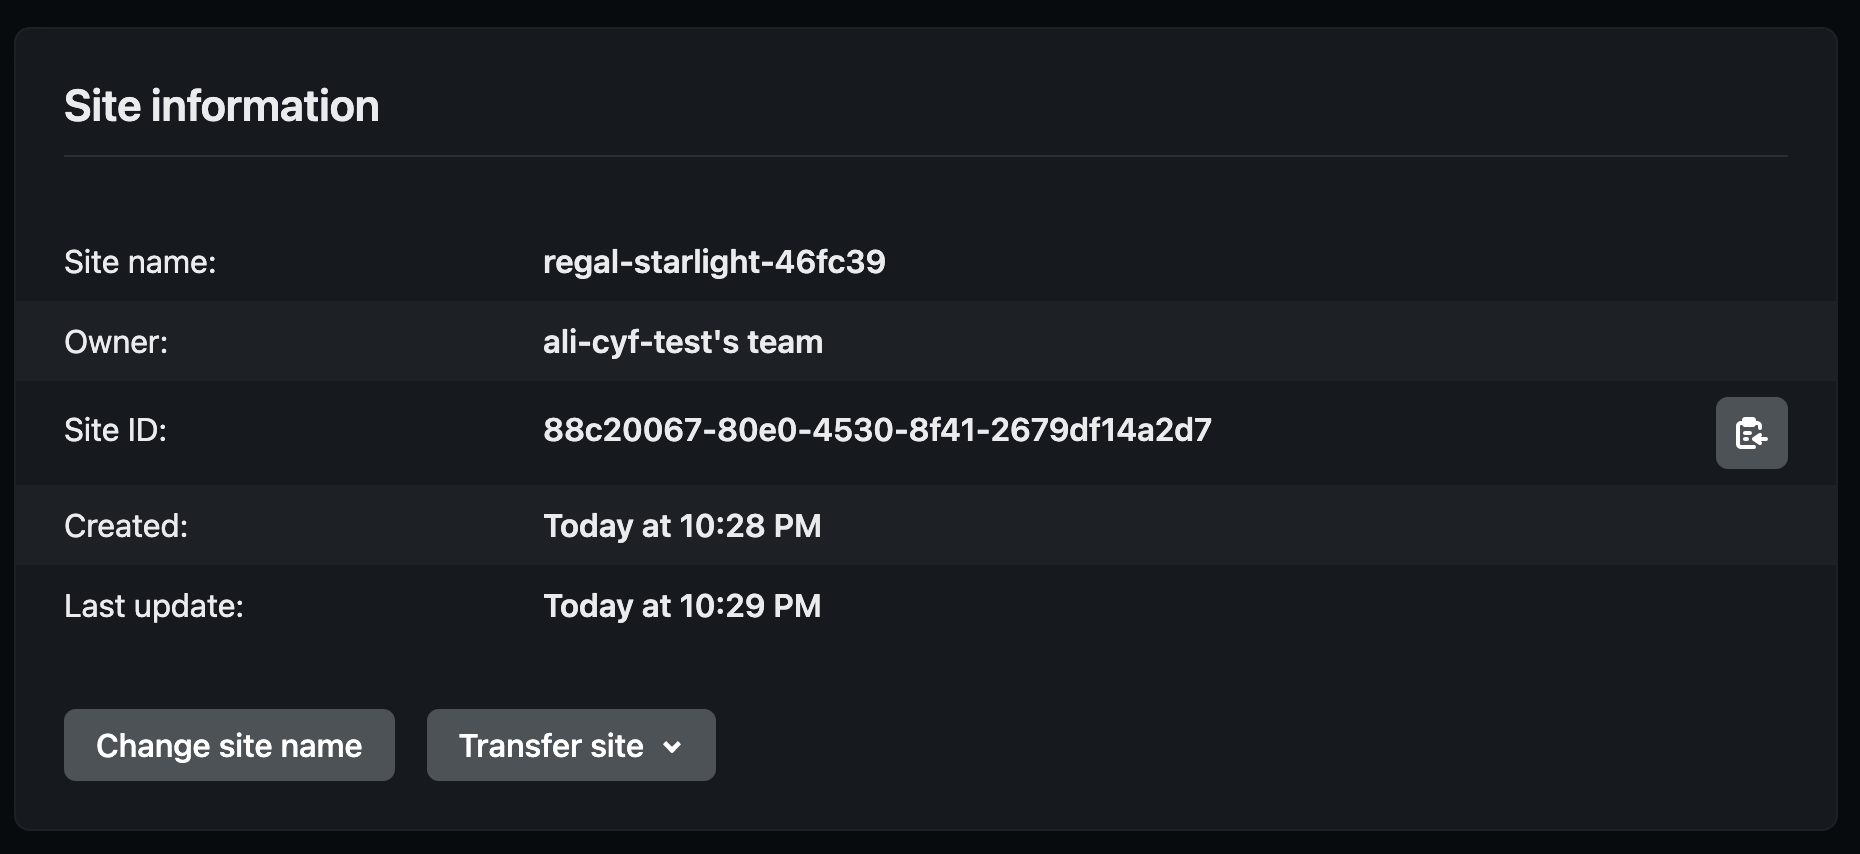 Site information
Site name: regal-starlight-46fc39
Owner: ali-cyf-test's team
Site ID: 88c20067-80e0-4530-8f41-2679df14a2d7
Created: Today at 10:28 PM
Last update: Today at 10:29 PM
Change site name Transfer site